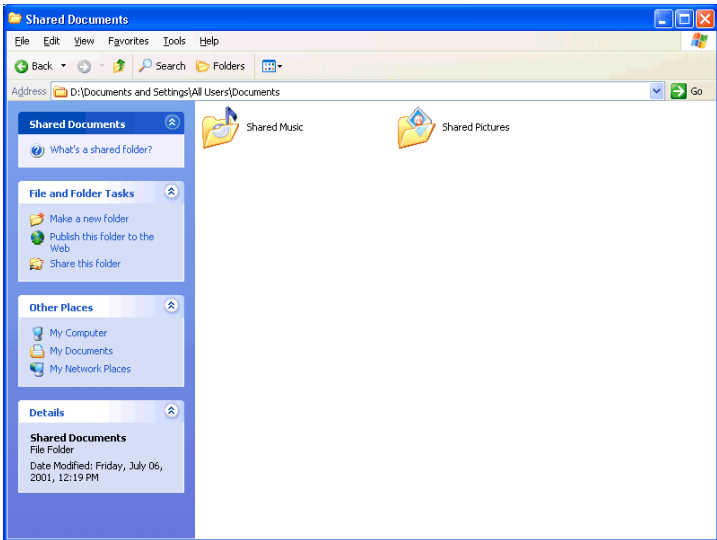 Shared Documents
File Edit View Favorites Tools Help
Back Search Folders
Address D:\Documents and Settings\All Users\Documents Go
Shared Documents
What's a shared folder?
File and Folder Tasks
Make a new folder
Publish this folder to the
Web
Share this folder
Other Places
My Computer
My Documents
My Network Places
Details
Shared Documents
File Folder
Date Modified: Friday, July 06,
2001, 12:19 PM
Shared Music Shared Pictures